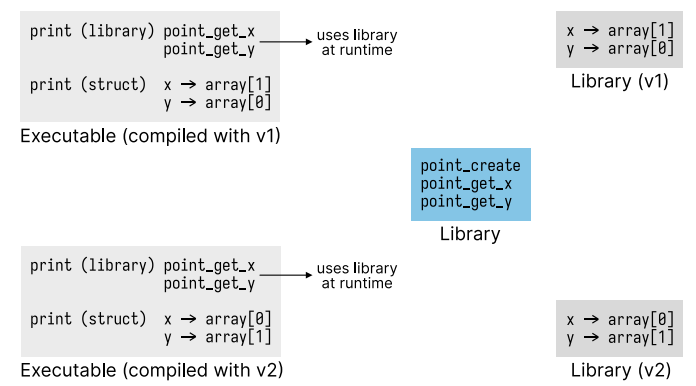 print (library) point_get_x
point_get_y
uses library
at runtime
print (struct) x → array[1]
y → array[0]
Executable (compiled with v1)
x → array[1]
y → array[0]
Library (v1)
point_create
point_get_x
point_get_y
Library
print (library) point_get_x
point_get_y
uses library
at runtime
print (struct) x → array[0]
y → array[1]
Executable (compiled with v2)
x → array[0]
y → array[1]
Library (v2)